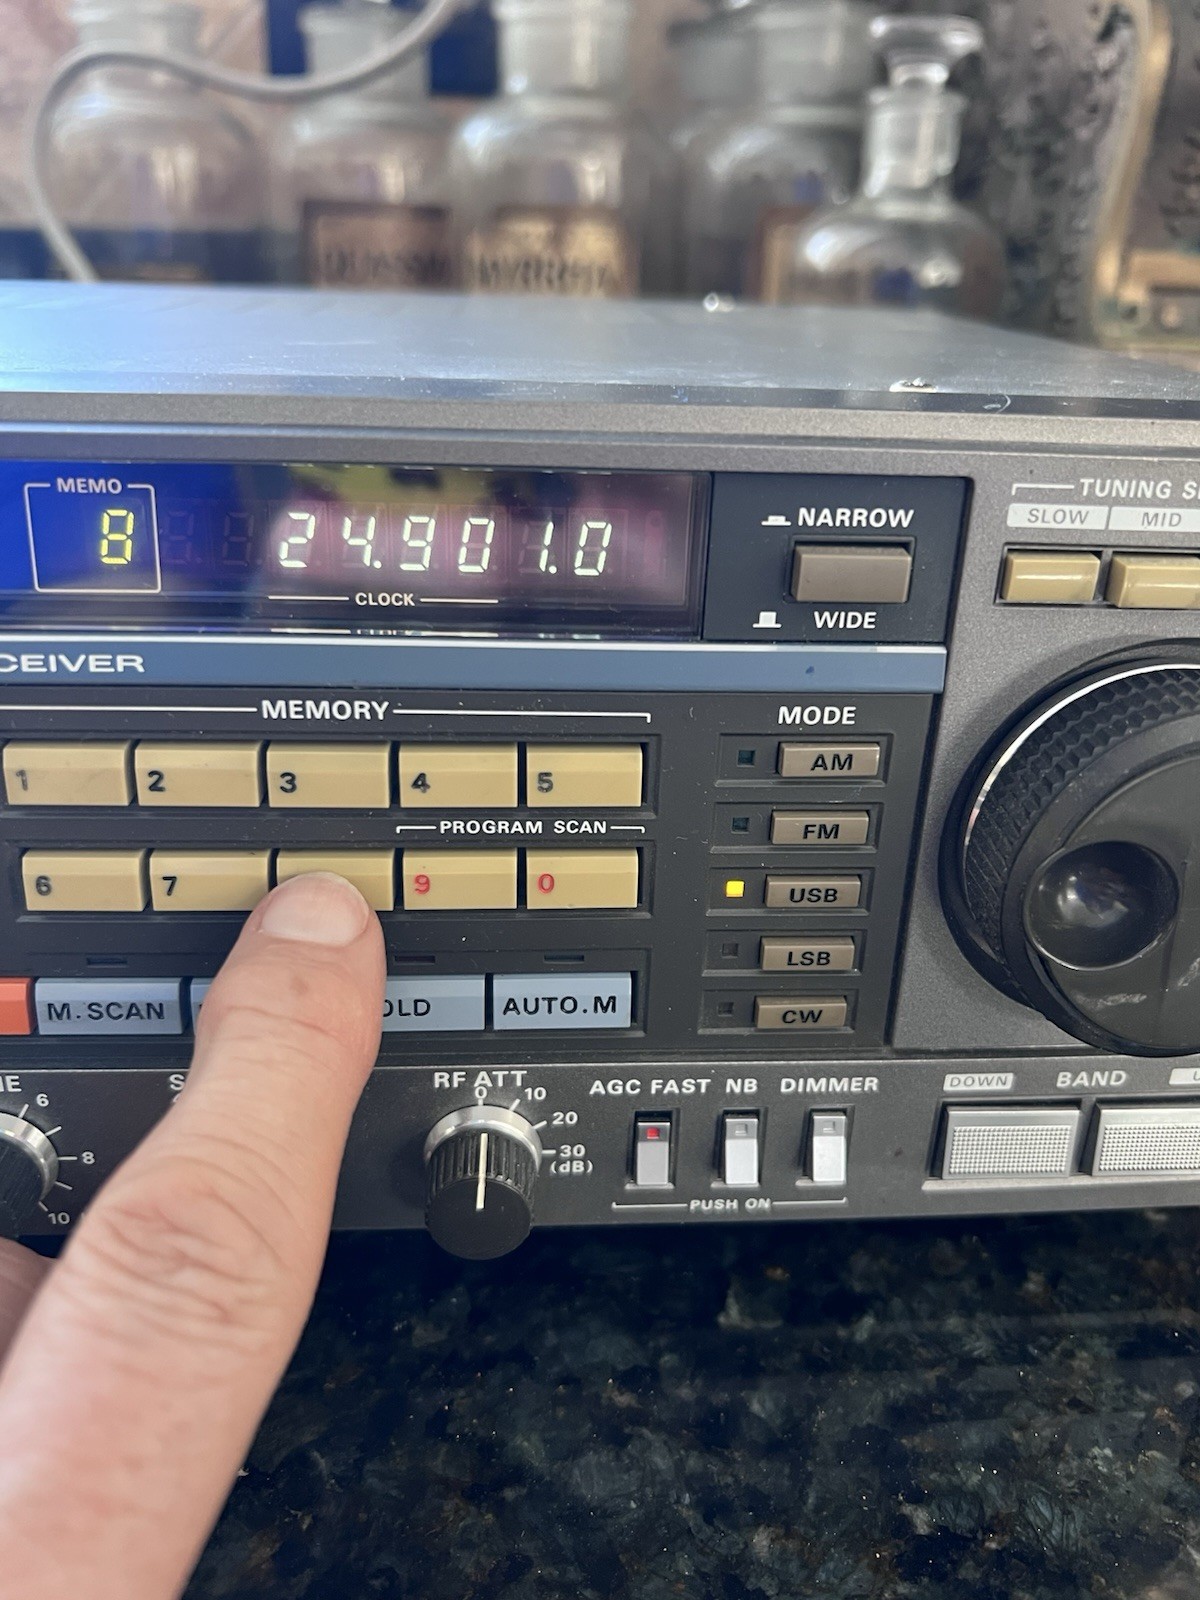 MEMO
8 24.901.0
CLOCK
NARROW
WIDE
TUNING S
SLOW MID
CEIVER
MEMORY
MODE
1 2 3 4 5
AM
PROGRAM SCAN
FM
6 7 9 0
USB
LSB
M.SCAN OLD AUTO.M
CW
6
8
10
RF ATT
0 10 20 30
(dB)
AGC FAST NB DIMMER
PUSH ON
DOWN BAND U